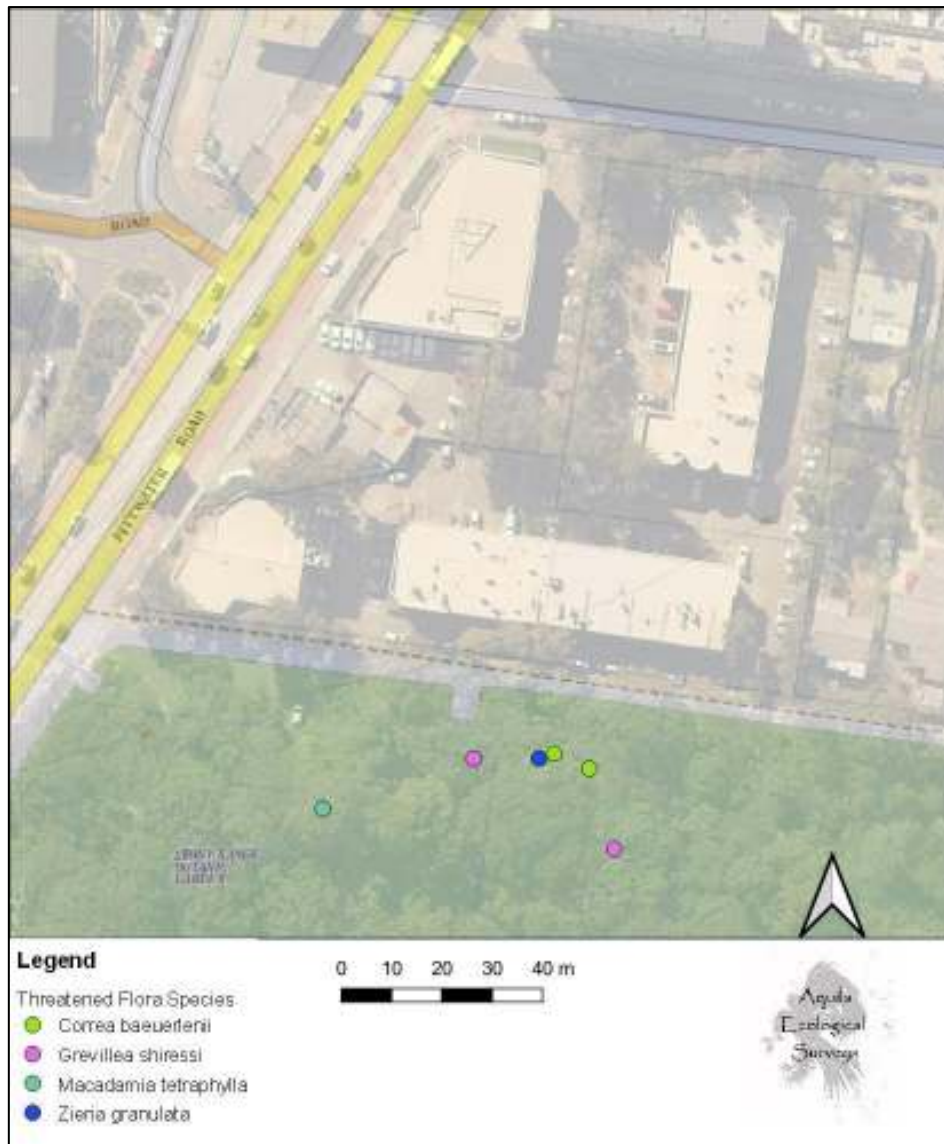 ROAD
PITTWATER ROAD
Legend
0 10 20 30 40 m
Threatened Flora Species
Correa baeuerlenii
Grevillea shiressi
Macadamia tetraphylla
Zieria granulata
Aquila
Ecological
Surveys